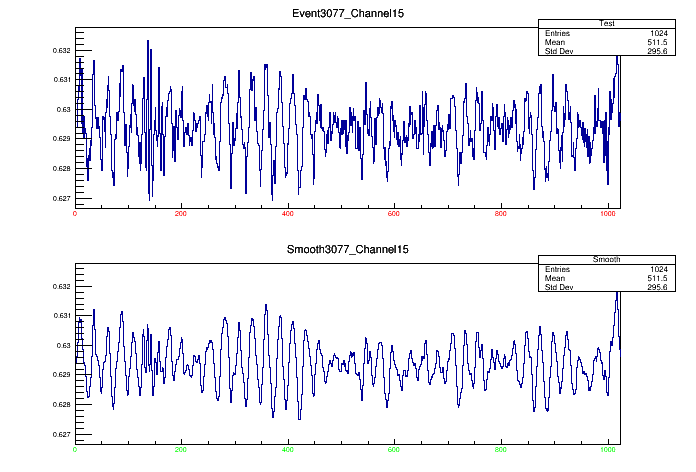 Event3077_Channel15
Test
Entries 1024
Mean 511.5
Std Dev 295.6
0.632
0.631
0.63
0.629
0.628
0.627
0 200 400 600 800 1000
Smooth3077_Channel15
Smooth
Entries 1024
Mean 511.5
Std Dev 295.6
0.632
0.631
0.63
0.629
0.628
0.627
0 200 400 600 800 1000